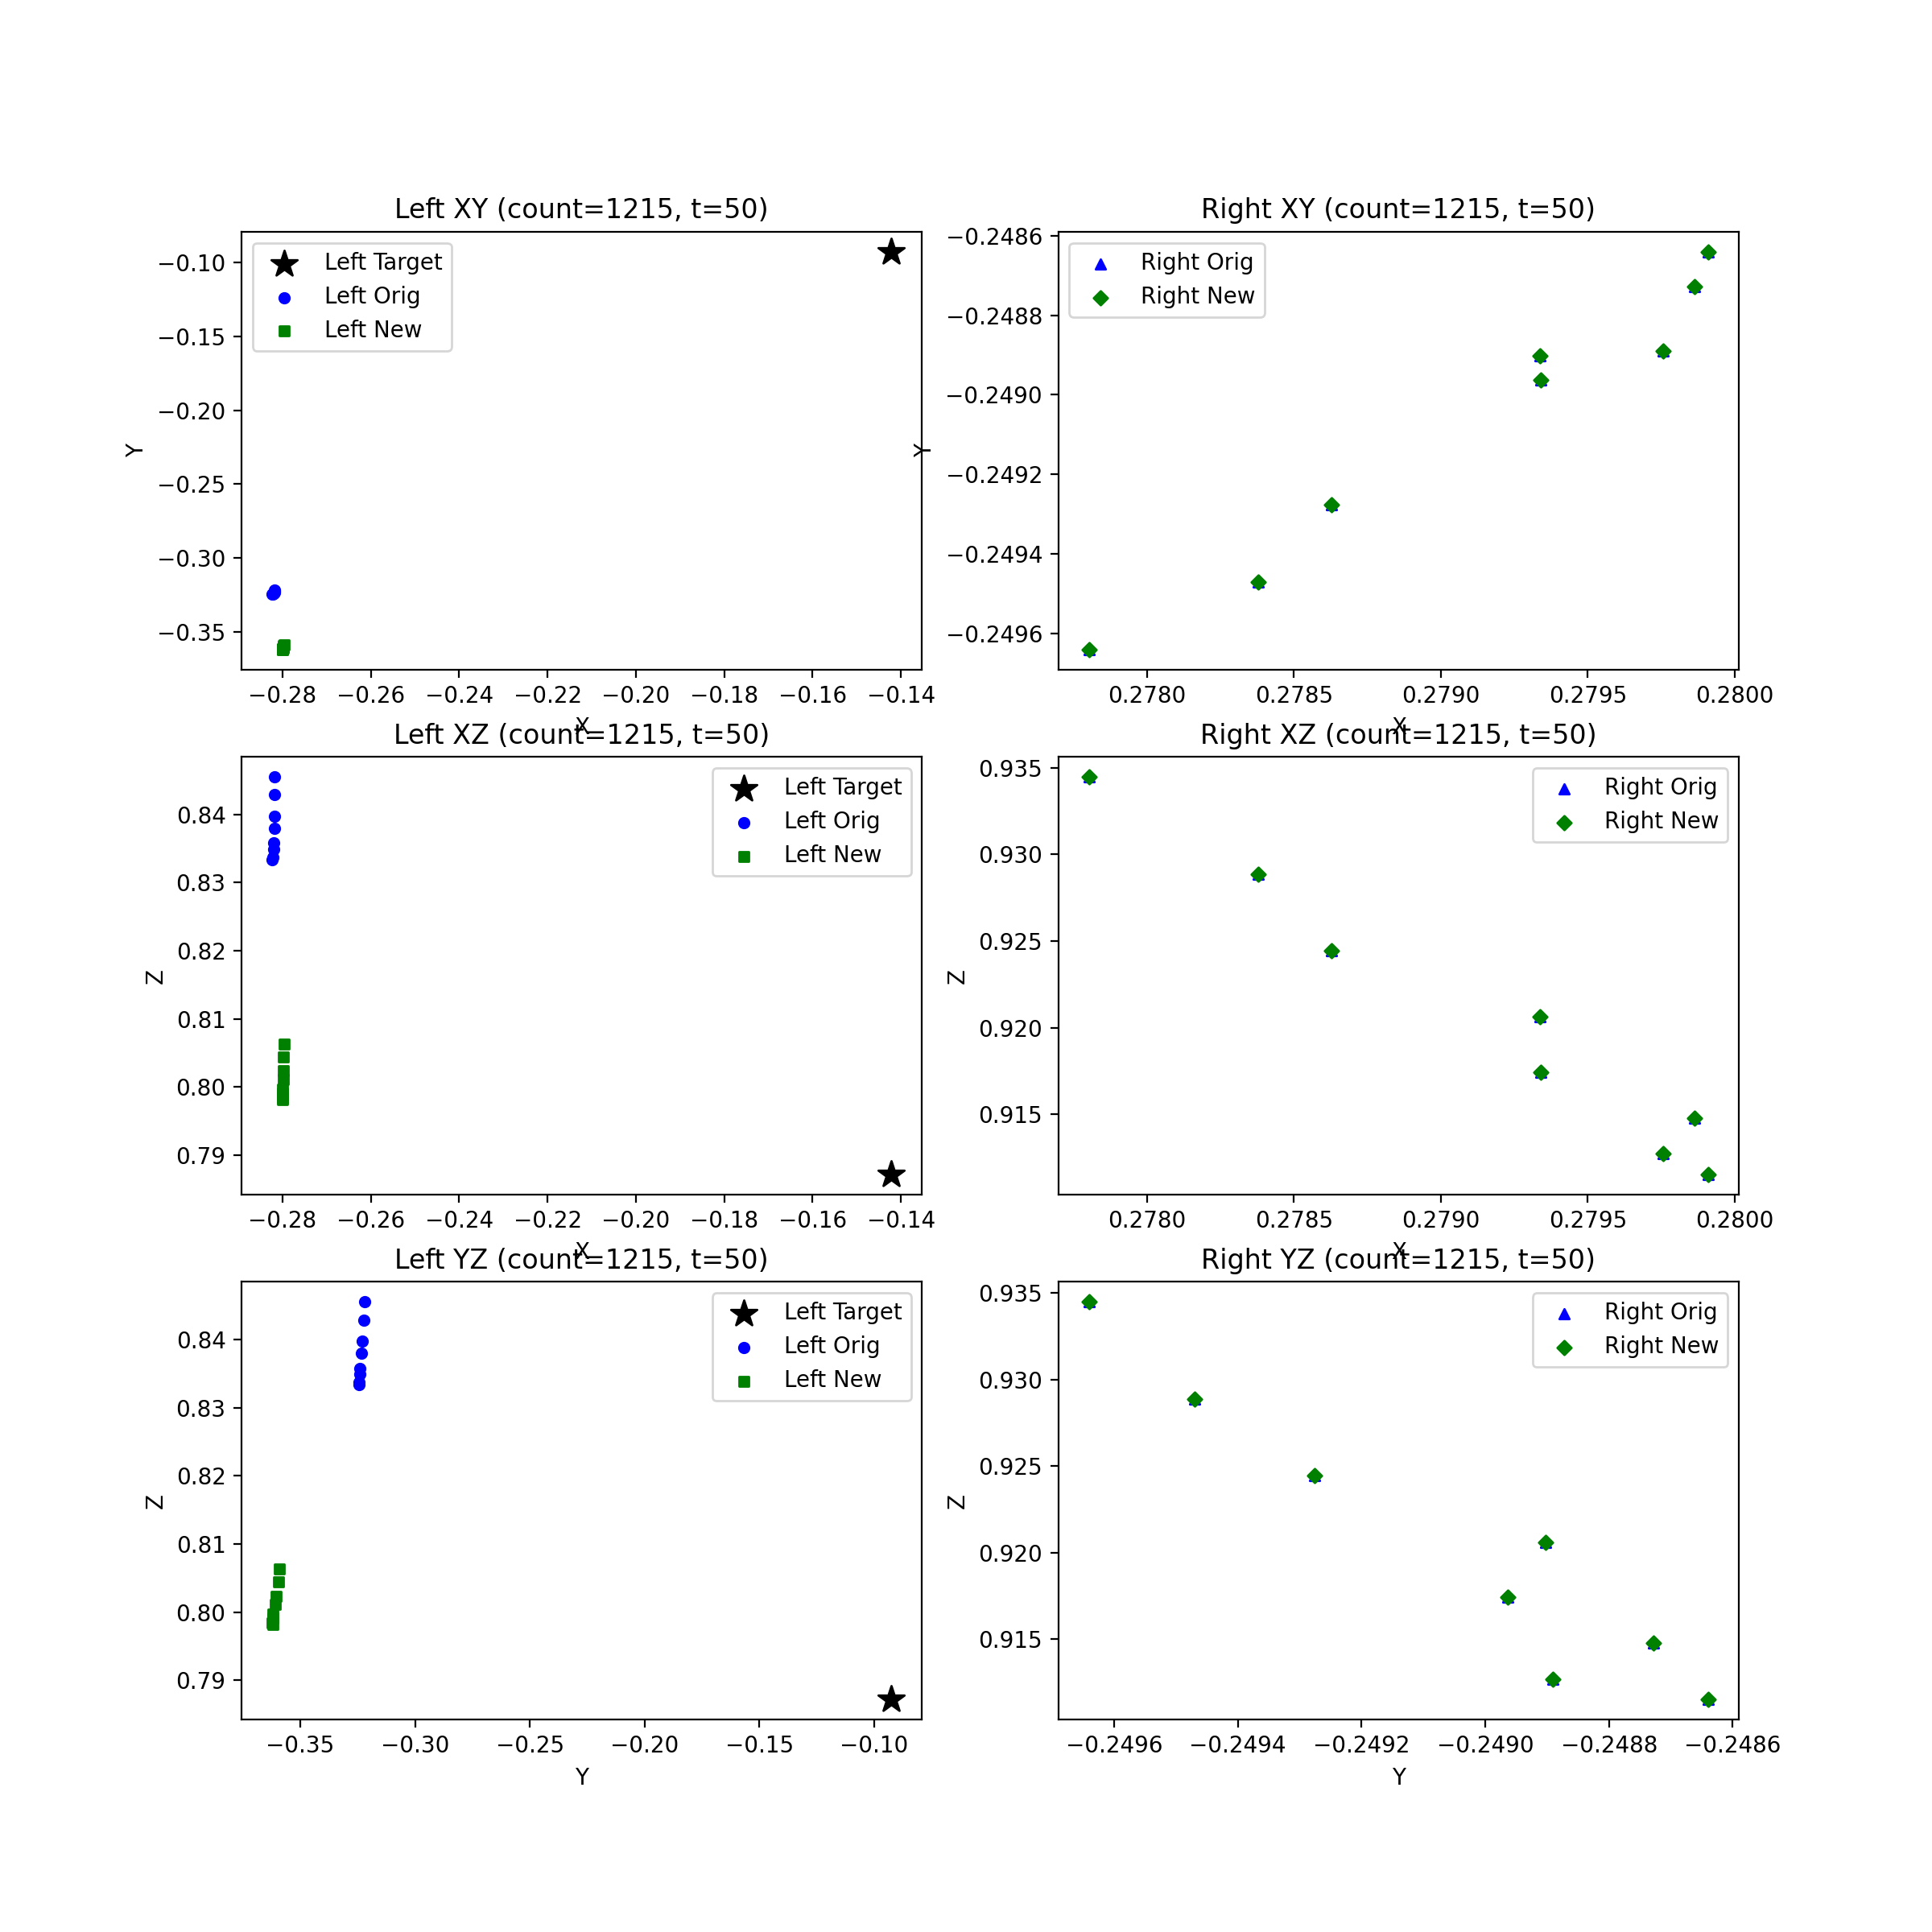 Left XY (count=1215, t=50)
Left Target
Left Orig
Left New
−0.10
−0.15
−0.20
−0.25
−0.30
−0.35
Y
−0.28 −0.26 −0.24 −0.22 −0.20 −0.18 −0.16 −0.14
X
Right XY (count=1215, t=50)
Right Orig
Right New
−0.2486
−0.2488
−0.2490
−0.2492
−0.2494
−0.2496
Y
0.2780 0.2785 0.2790 0.2795 0.2800
X
Left XZ (count=1215, t=50)
Left Target
Left Orig
Left New
0.84
0.83
0.82
0.81
0.80
0.79
Z
−0.28 −0.26 −0.24 −0.22 −0.20 −0.18 −0.16 −0.14
X
Right XZ (count=1215, t=50)
Right Orig
Right New
0.935
0.930
0.925
0.920
0.915
Z
0.2780 0.2785 0.2790 0.2795 0.2800
X
Left YZ (count=1215, t=50)
Left Target
Left Orig
Left New
0.84
0.83
0.82
0.81
0.80
0.79
Z
−0.35 −0.30 −0.25 −0.20 −0.15 −0.10
Y
Right YZ (count=1215, t=50)
Right Orig
Right New
0.935
0.930
0.925
0.920
0.915
Z
−0.2496 −0.2494 −0.2492 −0.2490 −0.2488 −0.2486
Y